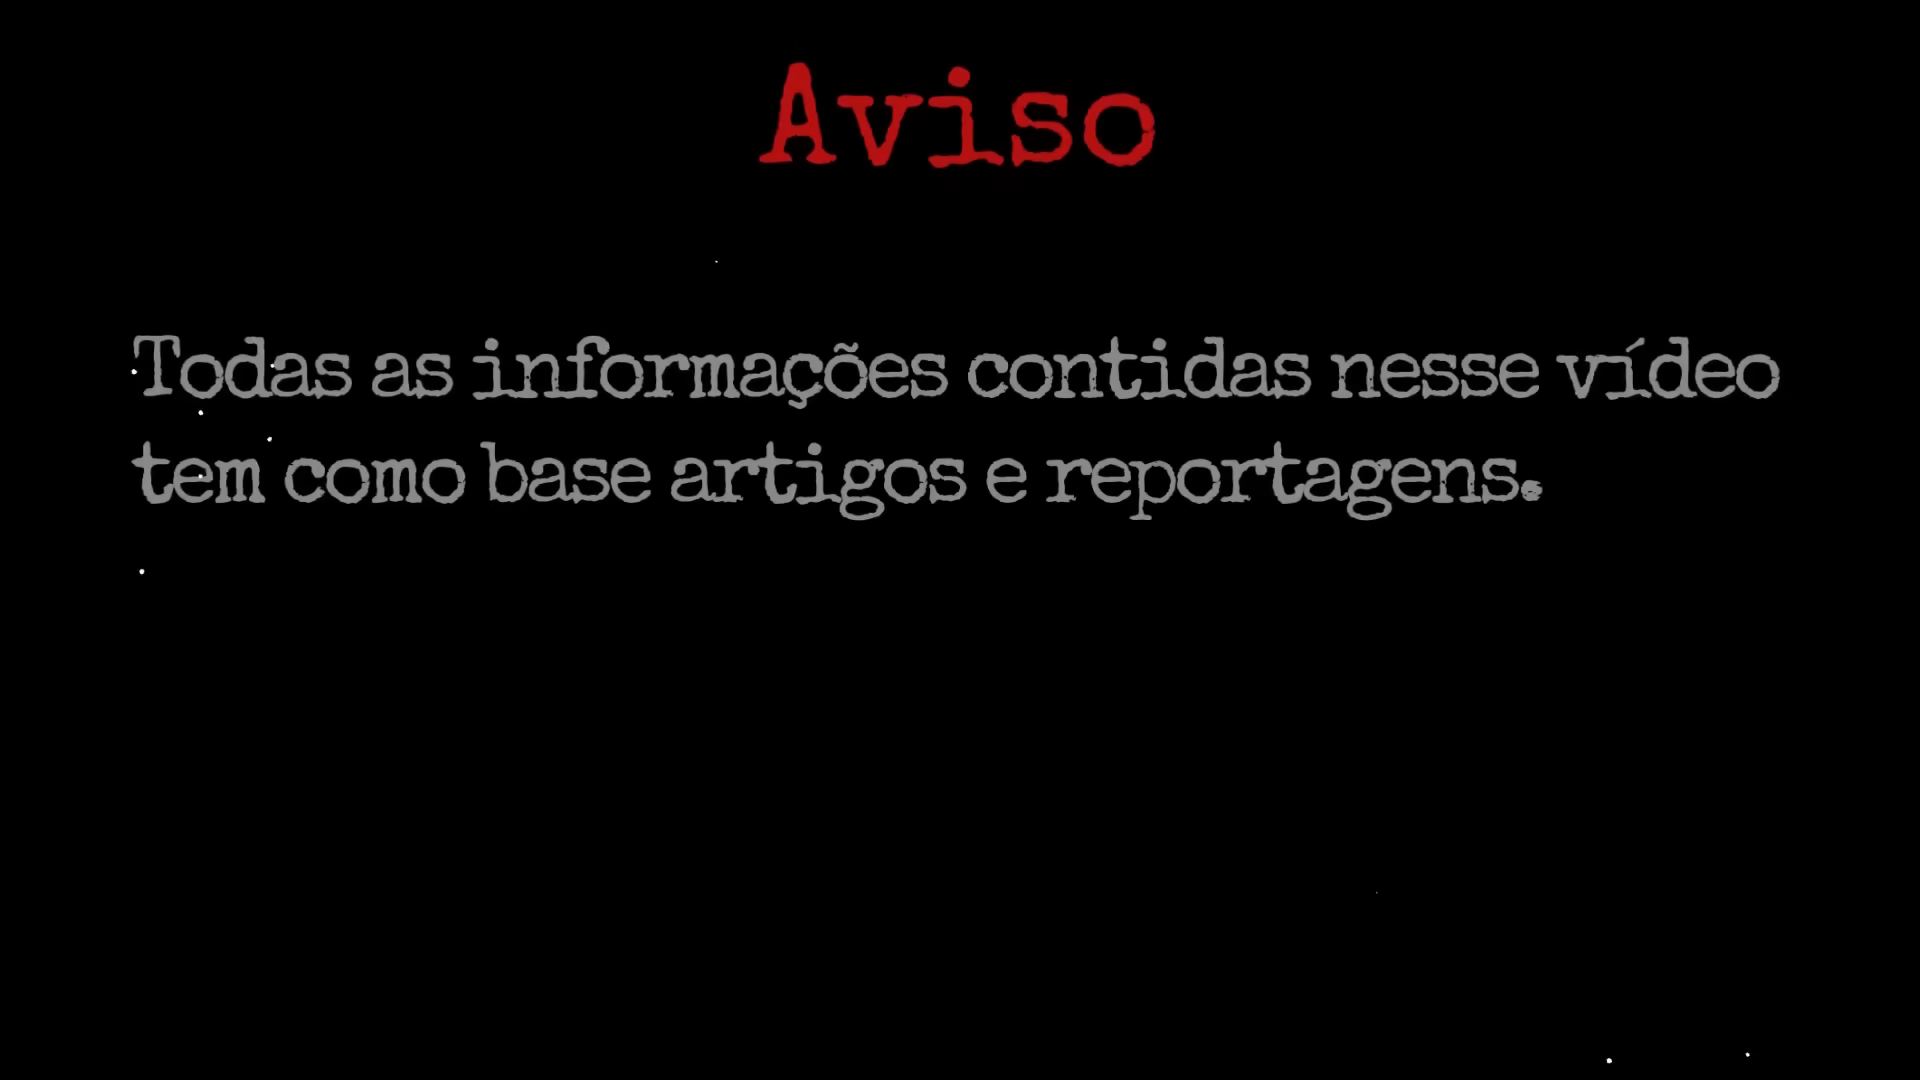 Aviso
Todas as informações contidas nesse vídeo
tem como base artigos e reportagens.